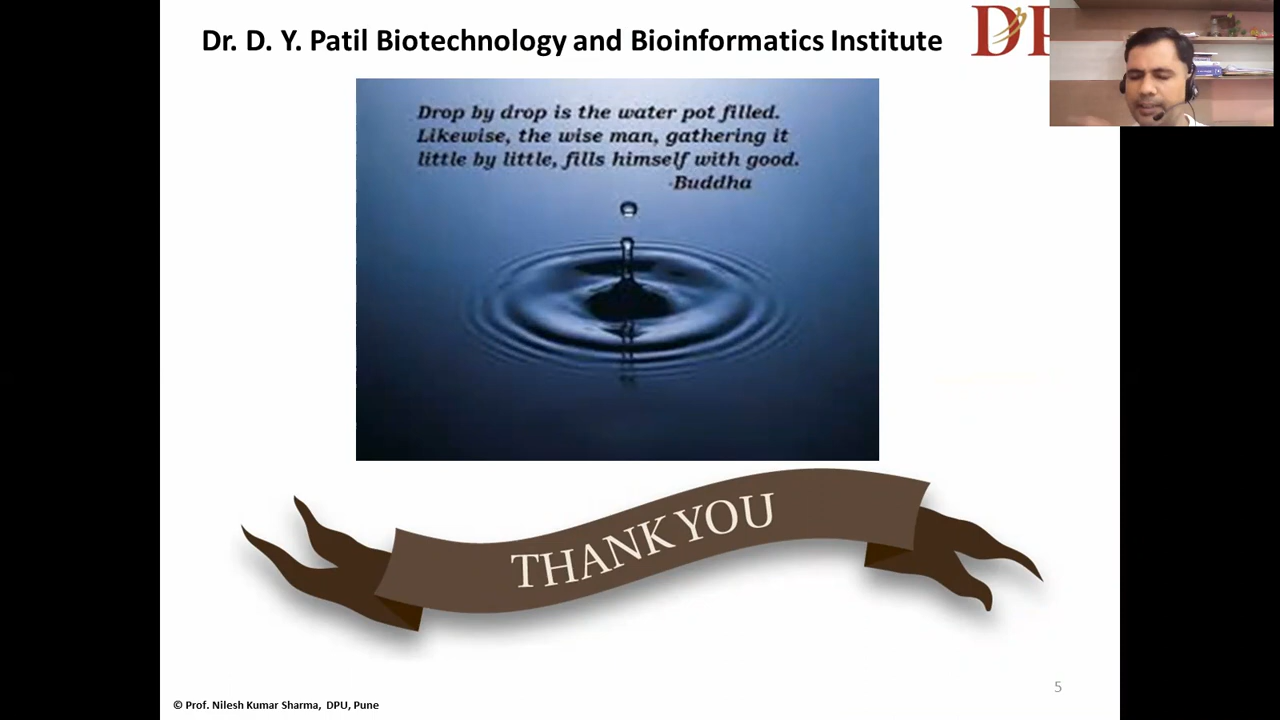 Dr. D. Y. Patil Biotechnology and Bioinformatics Institute
Drop by drop is the water pot filled.
Likewise, the wise man, gathering it
little by little, fills himself with good.
-Buddha
THANK YOU
5
© Prof. Nilesh Kumar Sharma, DPU, Pune